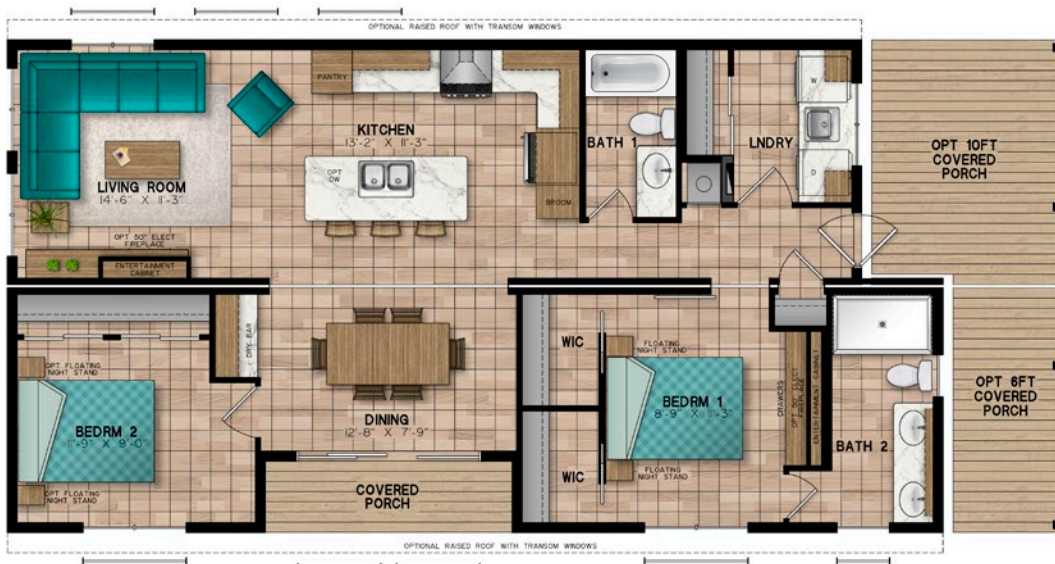 OPTIONAL RAISED ROOF WITH TRANSOM WINDOWS
PANTRY
KITCHEN
13'-2" X 11'-3"
OPT
DW
BROOM
LIVING ROOM
14'-6" X 11'-3"
OPT 50" ELECT
FIREPLACE
ENTERTAINMENT
CABINET
BATH 1
W
LNDRY
D
OPT 10FT
COVERED
PORCH
DRY BAR
OPT FLOATING
NIGHT STAND
BEDRM 2
11'-9" X 9'-0"
OPT FLOATING
NIGHT STAND
DINING
12'-8" X 7'-9"
COVERED
PORCH
WIC
WIC
FLOATING
NIGHT STAND
BEDRM 1
8'-9" X 11'-3"
FLOATING
NIGHT STAND
DRAWERS
OPT 50" ELECT
FIREPLACE
ENTERTAINMENT CABINET
BATH 2
OPT 6FT
COVERED
PORCH
OPTIONAL RAISED ROOF WITH TRANSOM WINDOWS